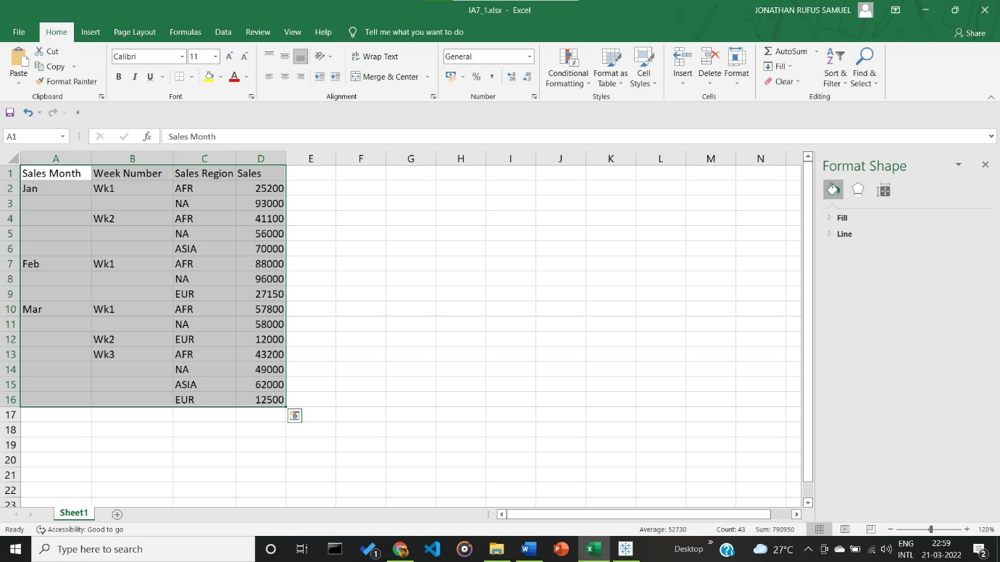 IA7_1.xlsx - Excel
JONATHAN RUFUS SAMUEL
File Home Insert Page Layout Formulas Data Review View Help Tell me what you want to do Share
Paste
Cut
Copy
Format Painter
Clipboard
Calibri 11
B I U
Font
Wrap Text
Merge & Center
Alignment
General
Number
Conditional Formatting
Format as Table
Cell Styles
Styles
Insert Delete Format
Cells
AutoSum
Fill
Clear
Sort & Filter
Find & Select
Editing
A1 fx Sales Month
A B C D E F G H I J K L M N
1 Sales Month Week Number Sales Region Sales
2 Jan Wk1 AFR 25200
3 NA 93000
4 Wk2 AFR 41100
5 NA 56000
6 ASIA 70000
7 Feb Wk1 AFR 88000
8 NA 96000
9 EUR 27150
10 Mar Wk1 AFR 57800
11 NA 58000
12 Wk2 EUR 12000
13 Wk3 AFR 43200
14 NA 49000
15 ASIA 62000
16 EUR 12500
17
18
19
20
21
22
23
Format Shape
Fill
Line
Sheet1
Ready Accessibility: Good to go Average: 52730 Count: 43 Sum: 790950 120%
Type here to search 1 Desktop 27°C ENG 22:59
INTL 21-03-2022 2